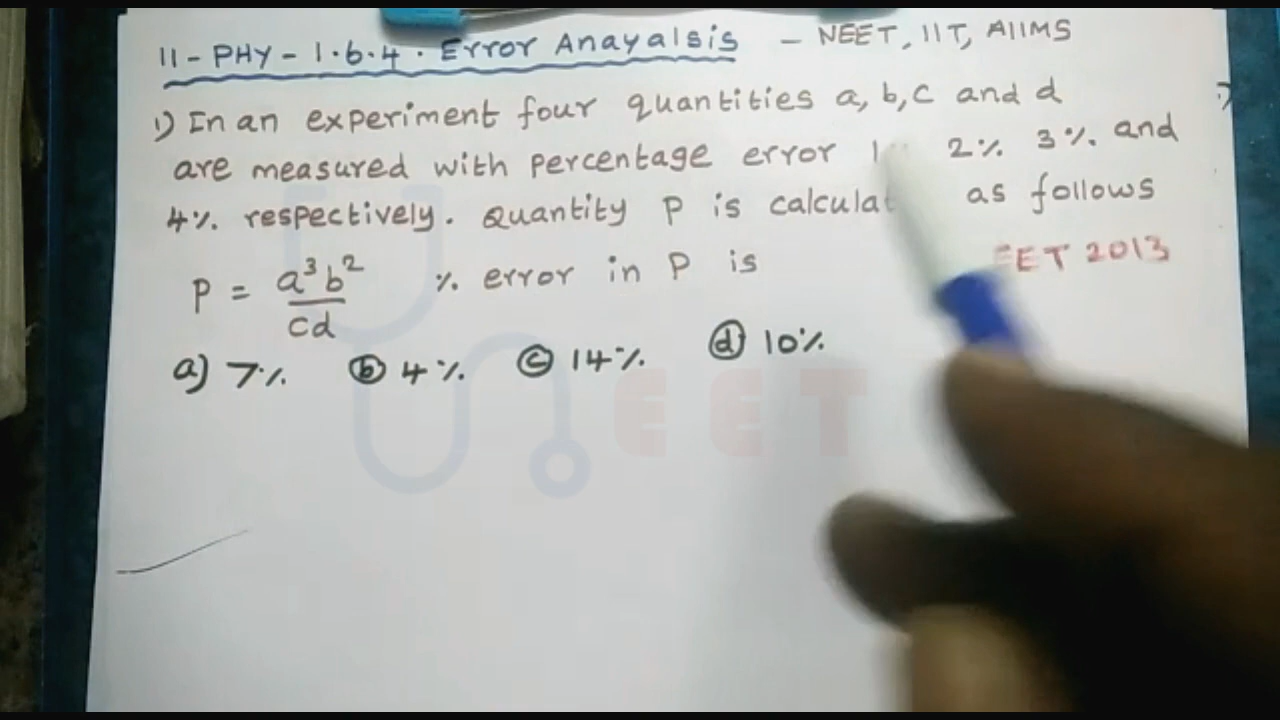 11 - PHY - 1.6.4. Error Anayalsis - NEET, IIT, AIIMS
1) In an experiment four quantities a, b, c and d
are measured with percentage error 2% 3% and
4% respectively. Quantity P is as follows
P = a³b²/cd % error in P is 2013
a) 7% b) 4% c) 14% d) 10%
EET